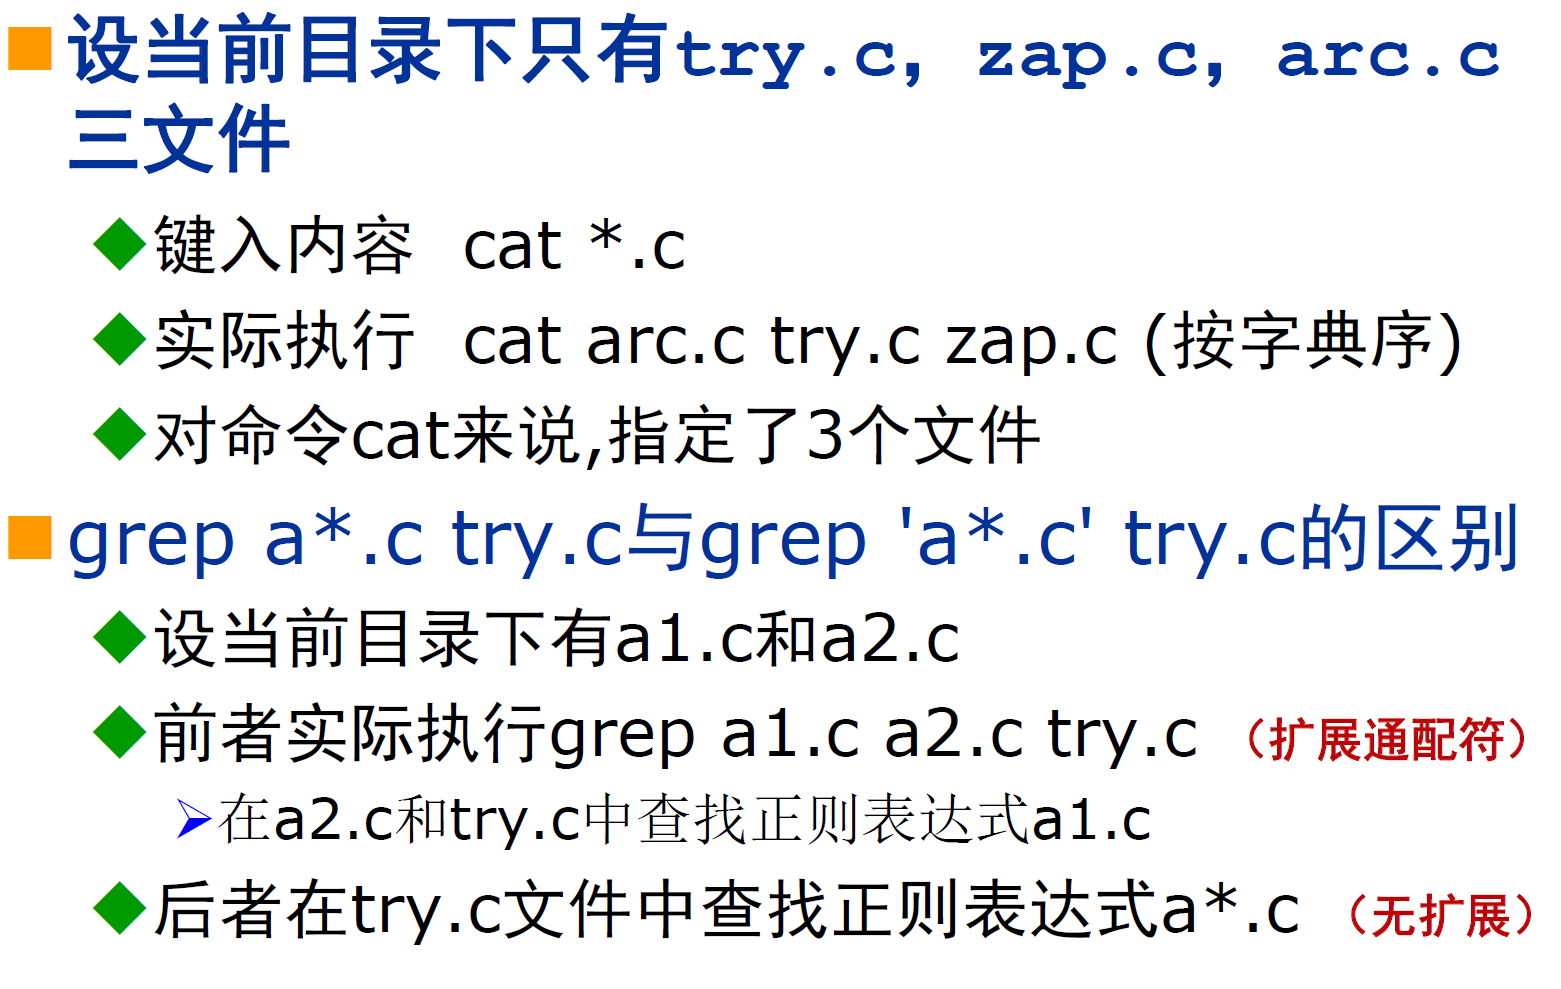 设当前目录下只有try.c，zap.c，arc.c
三文件
键入内容 cat *.c
实际执行 cat arc.c try.c zap.c (按字典序)
对命令cat来说,指定了3个文件
grep a*.c try.c与grep 'a*.c' try.c的区别
设当前目录下有a1.c和a2.c
前者实际执行grep a1.c a2.c try.c （扩展通配符）
在a2.c和try.c中查找正则表达式a1.c
后者在try.c文件中查找正则表达式a*.c （无扩展）